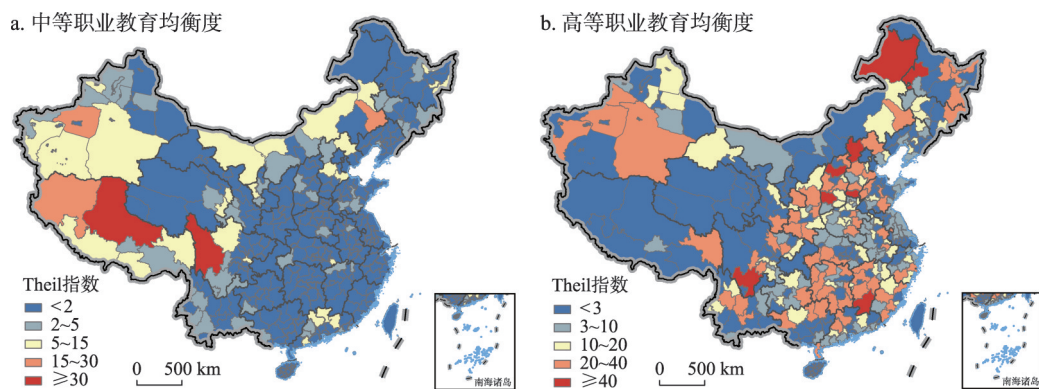 a. 中等职业教育均衡度
Theil指数
<2
2~5
5~15
15~30
≥30
0 500 km
南海诸岛
b. 高等职业教育均衡度
Theil指数
<3
3~10
10~20
20~40
≥40
0 500 km
南海诸岛